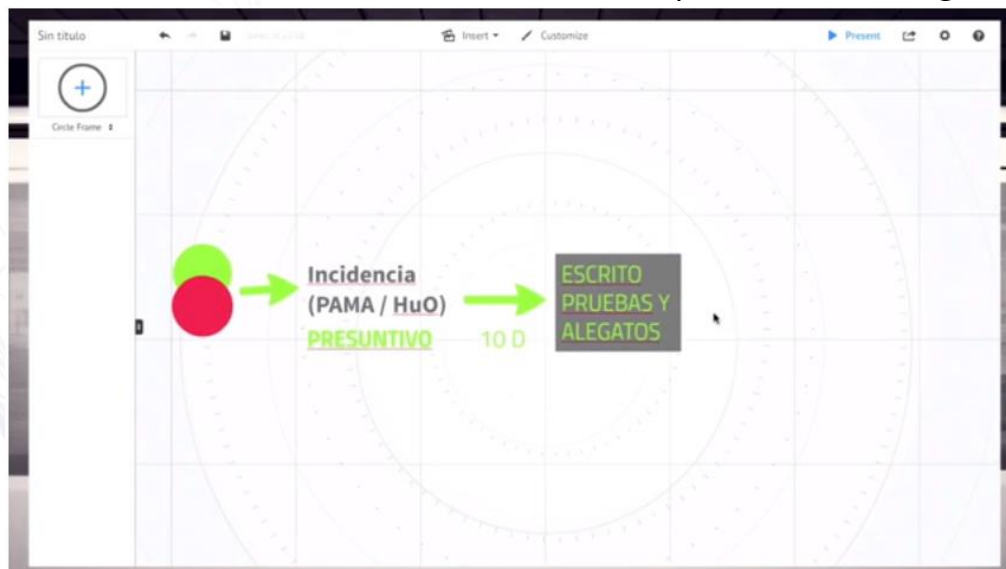 Sin título
Insert
Customize
Present
Circle Frame
Incidencia
(PAMA / HuO)
PRESUNTIVO
10 D
ESCRITO
PRUEBAS Y
ALEGATOS